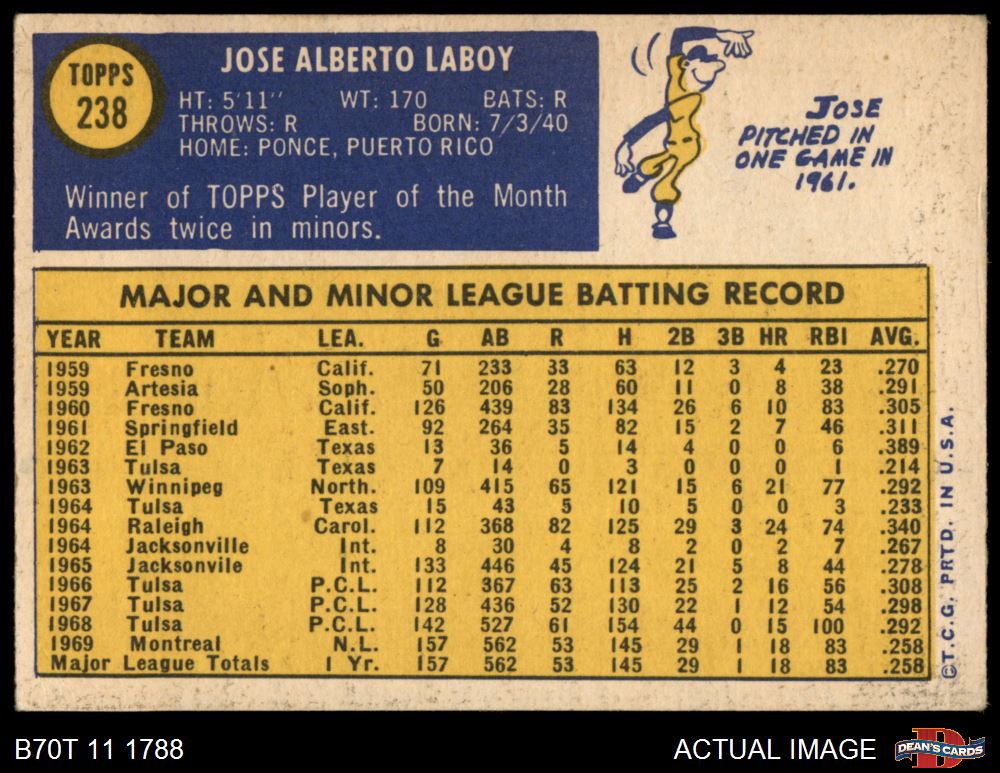 TOPPS
238
JOSE ALBERTO LABOY
HT: 5'11" WT: 170 BATS: R
THROWS: R BORN: 7/3/40
HOME: PONCE, PUERTO RICO
Winner of TOPPS Player of the Month
Awards twice in minors.
JOSE
PITCHED IN
ONE GAME IN
1961.
MAJOR AND MINOR LEAGUE BATTING RECORD
YEAR TEAM LEA. G AB R H 2B 3B HR RBI AVG.
1959 Fresno Calif. 71 233 33 63 12 3 4 23 .270
1959 Artesia Soph. 50 206 28 60 11 0 8 38 .291
1960 Fresno Calif. 126 439 83 134 26 6 10 83 .305
1961 Springfield East. 92 264 35 82 15 2 7 46 .311
1962 El Paso Texas 13 36 5 14 4 0 0 6 .389
1963 Tulsa Texas 7 14 0 3 0 0 0 1 .214
1963 Winnipeg North. 109 415 65 121 15 6 21 77 .292
1964 Tulsa Texas 15 43 5 10 5 0 0 3 .233
1964 Raleigh Carol. 112 368 82 125 29 3 24 74 .340
1964 Jacksonville Int. 8 30 4 8 2 0 2 7 .267
1965 Jacksonville Int. 133 446 45 124 21 5 8 44 .278
1966 Tulsa P.C.L. 112 367 63 113 25 2 16 56 .308
1967 Tulsa P.C.L. 128 436 52 130 22 1 12 54 .298
1968 Tulsa P.C.L. 142 527 61 154 44 0 15 100 .292
1969 Montreal N.L. 157 562 53 145 29 1 18 83 .258
Major League Totals 1 Yr. 157 562 53 145 29 1 18 83 .258
©T.C.G. PRTD. IN U.S.A.
B70T 11 1788
ACTUAL IMAGE
D
DEAN'S CARDS